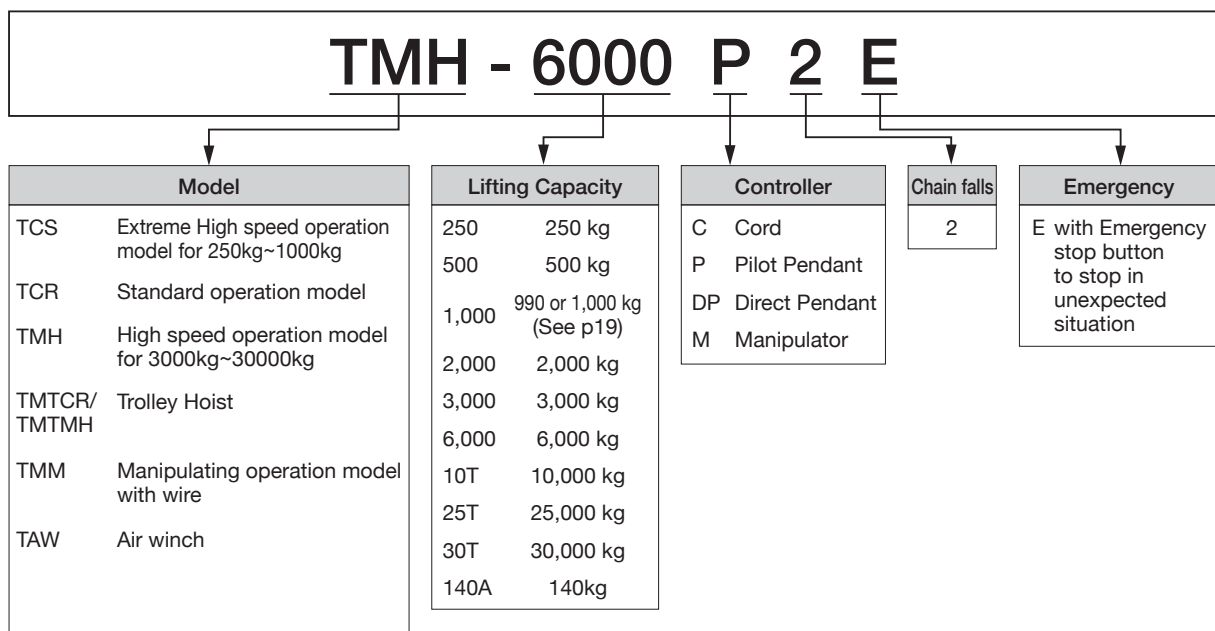 TMH - 6000 P 2 E
Model
TCS Extreme High speed operation
model for 250kg~1000kg
TCR Standard operation model
TMH High speed operation model
for 3000kg~30000kg
TMTCR/ Trolley Hoist
TMTMH
TMM Manipulating operation model
with wire
TAW Air winch
Lifting Capacity
250 250 kg
500 500 kg
1,000 990 or 1,000 kg
(See p19)
2,000 2,000 kg
3,000 3,000 kg
6,000 6,000 kg
10T 10,000 kg
25T 25,000 kg
30T 30,000 kg
140A 140kg
Controller
C Cord
P Pilot Pendant
DP Direct Pendant
M Manipulator
Chain falls
2
Emergency
E with Emergency
stop button
to stop in
unexpected
situation